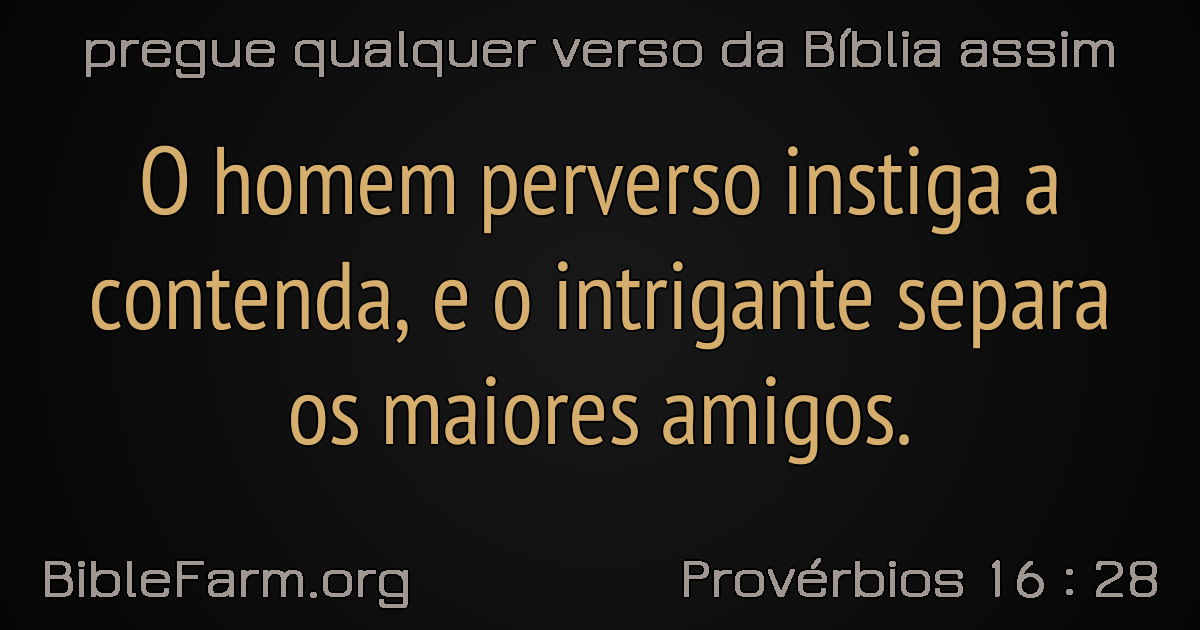 pregue qualquer verso da Bíblia assim
O homem perverso instiga a
contenda, e o intrigante separa
os maiores amigos.
BibleFarm.org
Provérbios 16 : 28